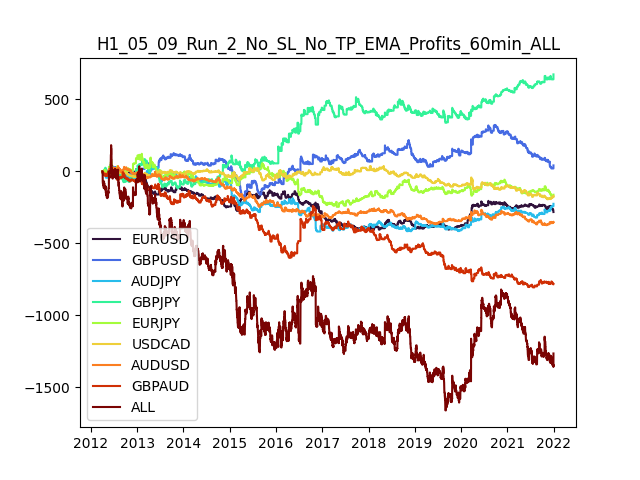 H1_05_09_Run_2_No_SL_No_TP_EMA_Profits_60min_ALL
500
0
−500
−1000
−1500
EURUSD
GBPUSD
AUDJPY
GBPJPY
EURJPY
USDCAD
AUDUSD
GBPAUD
ALL
2012 2013 2014 2015 2016 2017 2018 2019 2020 2021 2022